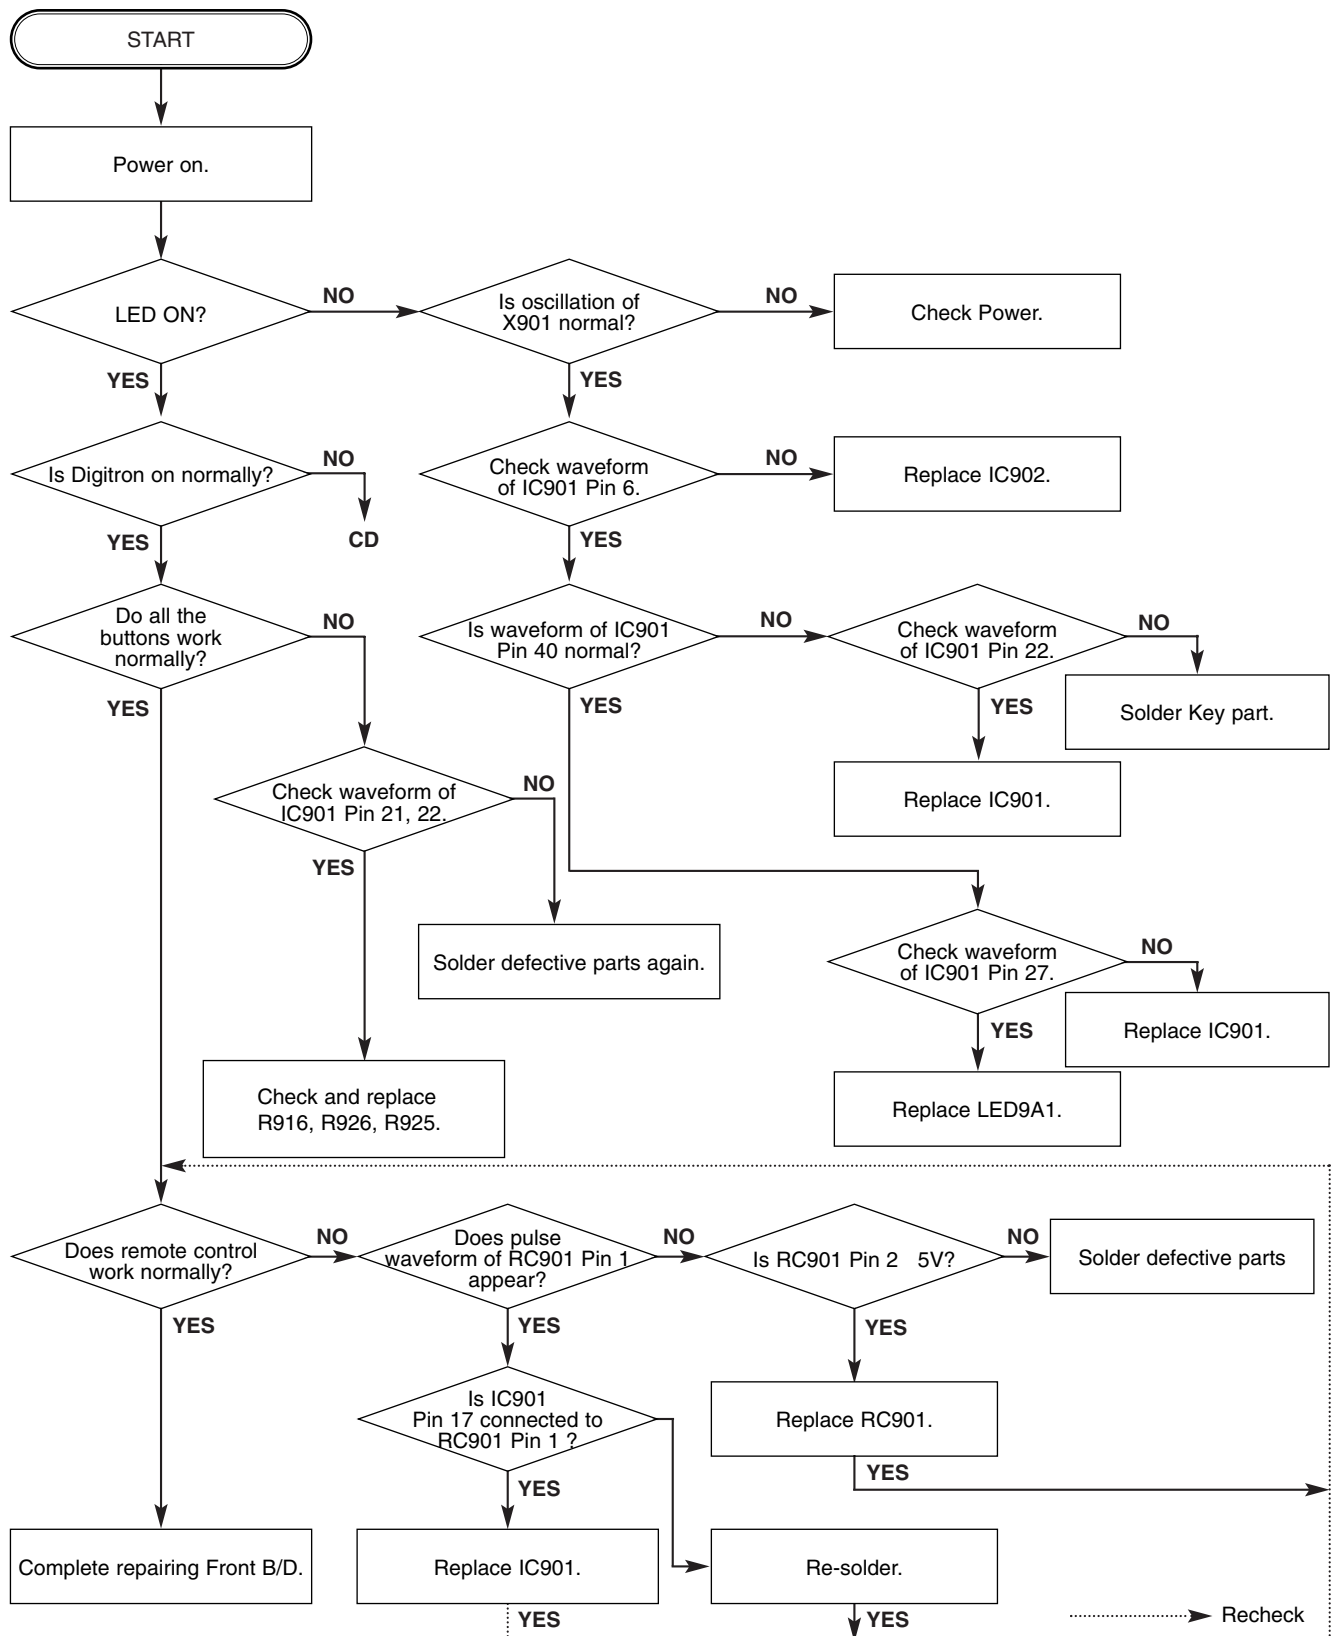 START
Power on.
LED ON?
NO
Is oscillation of
X901 normal?
NO
Check Power.
YES
YES
Is Digitron on normally?
NO
CD
Check waveform
of IC901 Pin 6.
NO
Replace IC902.
YES
YES
Do all the
buttons work
normally?
NO
Is waveform of IC901
Pin 40 normal?
NO
Check waveform
of IC901 Pin 22.
NO
Solder Key part.
YES
YES
YES
Replace IC901.
Check waveform of
IC901 Pin 21, 22.
NO
YES
Solder defective parts again.
Check waveform
of IC901 Pin 27.
NO
Replace IC901.
YES
Check and replace
R916, R926, R925.
Replace LED9A1.
Does remote control
work normally?
NO
Does pulse
waveform of RC901 Pin 1
appear?
NO
Is RC901 Pin 2 5V?
NO
Solder defective parts
YES
YES
YES
Is IC901
Pin 17 connected to
RC901 Pin 1 ?
Replace RC901.
YES
YES
Complete repairing Front B/D.
Replace IC901.
Re-solder.
YES
YES
Recheck